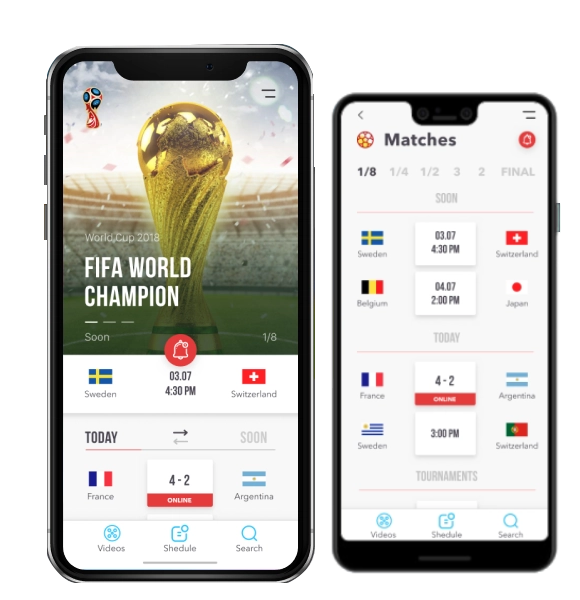 World Cup 2018
FIFA WORLD
CHAMPION
Soon
1/8
Sweden
03.07
4:30 PM
Switzerland
TODAY
SOON
France
4 - 2
ONLINE
Argentina
Videos
Shedule
Search
Matches
1/8 1/4 1/2 3 2 FINAL
SOON
Sweden
03.07
4:30 PM
Switzerland
Belgium
04.07
2:00 PM
Japan
TODAY
France
4 - 2
ONLINE
Argentina
Sweden
3:00 PM
Switzerland
TOURNAMENTS
Videos
Shedule
Search